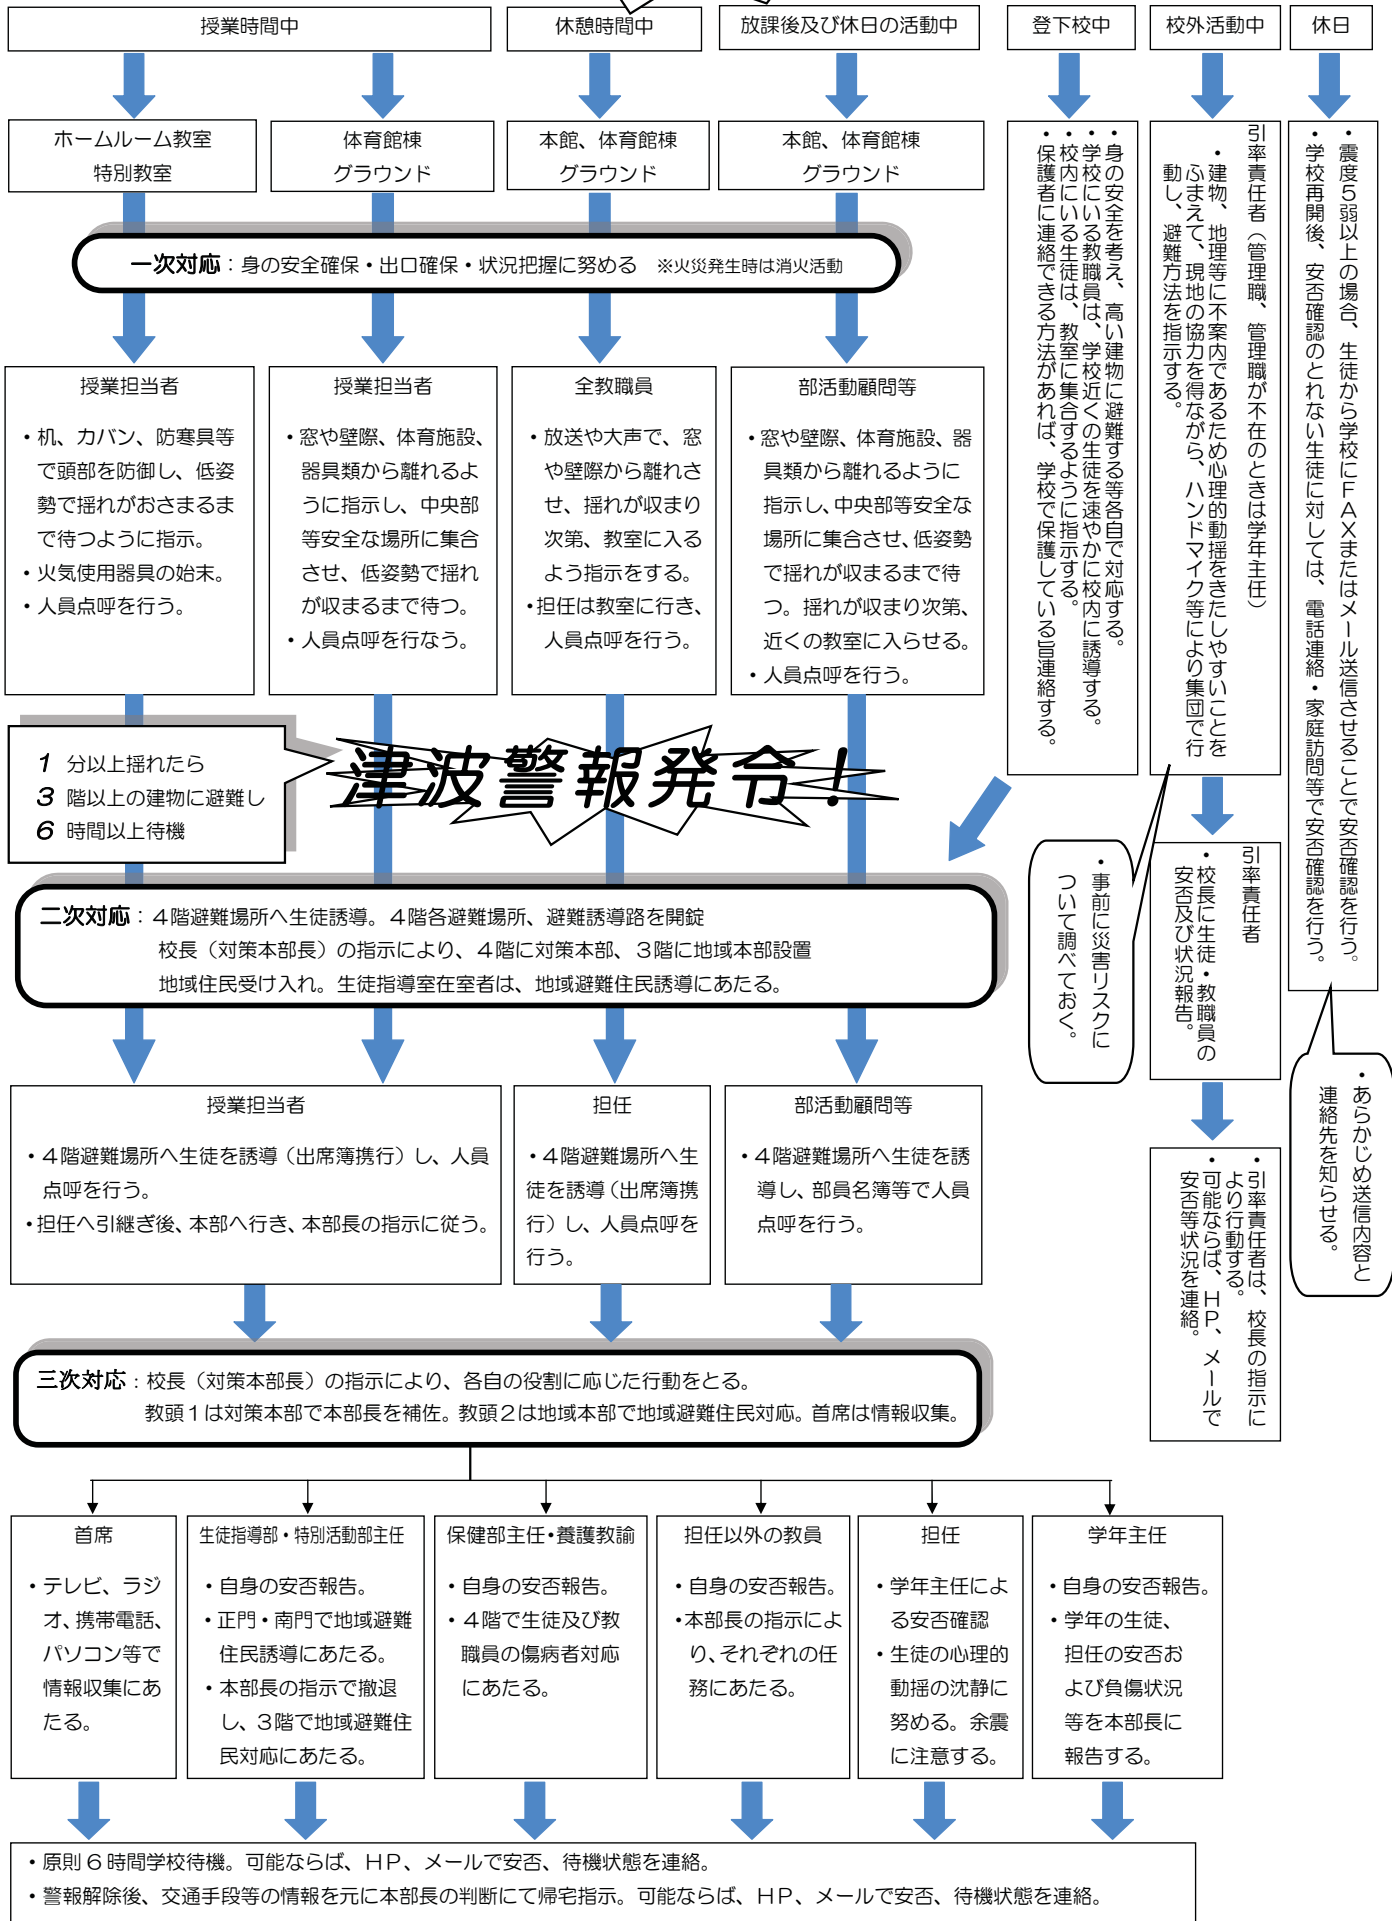 授業時間中
休憩時間中
放課後及び休日の活動中
登下校中
校外活動中
休日
ホームルーム教室
特別教室
体育館棟
グラウンド
本館、体育館棟
グラウンド
本館、体育館棟
グラウンド
一次対応：身の安全確保・出口確保・状況把握に努める　※火災発生時は消火活動
授業担当者
・机、カバン、防寒具等
で頭部を防御し、低姿
勢で揺れがおさまるま
で待つように指示。
・火気使用器具の始末。
・人員点呼を行う。
授業担当者
・窓や壁際、体育施設、
器具類から離れるよ
うに指示し、中央部
等安全な場所に集合
させ、低姿勢で揺れ
が収まるまで待つ。
・人員点呼を行なう。
全教職員
・放送や大声で、窓
や壁際から離れさ
せ、揺れが収まり
次第、教室に入る
よう指示をする。
・担任は教室に行き、
人員点呼を行う。
部活動顧問等
・窓や壁際、体育施設、器
具類から離れるように
指示し、中央部等安全な
場所に集合させ、低姿勢
で揺れが収まるまで待
つ。揺れが収まり次第、
近くの教室に入らせる。
・人員点呼を行う。
・身の安全を考え、高い建物に避難する等各自で対応する。
・学校にいる教職員は、学校近くの生徒を速やかに校内に誘導する。
・校内にいる生徒は、教室に集合するように指示する。
・保護者に連絡できる方法があれば、学校で保護している旨連絡する。
引率責任者（管理職、管理職が不在のときは学年主任）
・建物、地理等に不案内であるため心理的動揺をきたしやすいことを
ふまえて、現地の協力を得ながら、ハンドマイク等により集団で行
動し、避難方法を指示する。
・震度５弱以上の場合、生徒から学校にＦＡＸまたはメール送信させることで安否確認を行う。
・学校再開後、安否確認のとれない生徒に対しては、電話連絡・家庭訪問等で安否確認を行う。
1 分以上揺れたら
3 階以上の建物に避難し
6 時間以上待機
津波警報発令！
・事前に災害リスクに
ついて調べておく。
引率責任者
・校長に生徒・教職員の
安否及び状況報告。
・あらかじめ送信内容と
連絡先を知らせる。
二次対応：４階避難場所へ生徒誘導。４階各避難場所、避難誘導路を開錠
校長（対策本部長）の指示により、４階に対策本部、３階に地域本部設置
地域住民受け入れ。生徒指導室在室者は、地域避難住民誘導にあたる。
授業担当者
・４階避難場所へ生徒を誘導（出席簿携行）し、人員
点呼を行う。
・担任へ引継ぎ後、本部へ行き、本部長の指示に従う。
担任
・４階避難場所へ生
徒を誘導（出席簿携
行）し、人員点呼を
行う。
部活動顧問等
・４階避難場所へ生徒を誘
導し、部員名簿等で人員
点呼を行う。
・引率責任者は、校長の指示に
より行動する。
・可能ならば、ＨＰ、メールで
安否等状況を連絡。
三次対応：校長（対策本部長）の指示により、各自の役割に応じた行動をとる。
教頭１は対策本部で本部長を補佐。教頭２は地域本部で地域避難住民対応。首席は情報収集。
首席
・テレビ、ラジ
オ、携帯電話、
パソコン等で
情報収集にあ
たる。
生徒指導部・特別活動部主任
・自身の安否報告。
・正門・南門で地域避難
住民誘導にあたる。
・本部長の指示で撤退
し、３階で地域避難住
民対応にあたる。
保健部主任・養護教諭
・自身の安否報告。
・４階で生徒及び教
職員の傷病者対応
にあたる。
担任以外の教員
・自身の安否報告。
・本部長の指示によ
り、それぞれの任
務にあたる。
担任
・学年主任によ
る安否確認
・生徒の心理的
動揺の沈静に
努める。余震
に注意する。
学年主任
・自身の安否報告。
・学年の生徒、
担任の安否お
よび負傷状況
等を本部長に
報告する。
・原則６時間学校待機。可能ならば、ＨＰ、メールで安否、待機状態を連絡。
・警報解除後、交通手段等の情報を元に本部長の判断にて帰宅指示。可能ならば、ＨＰ、メールで安否、待機状態を連絡。